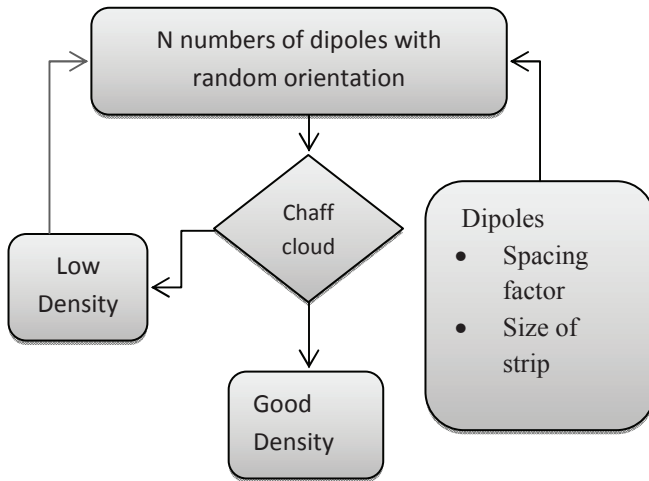 N numbers of dipoles with
random orientation
Chaff
cloud
Low
Density
Good
Density
Dipoles
• Spacing
factor
• Size of
strip